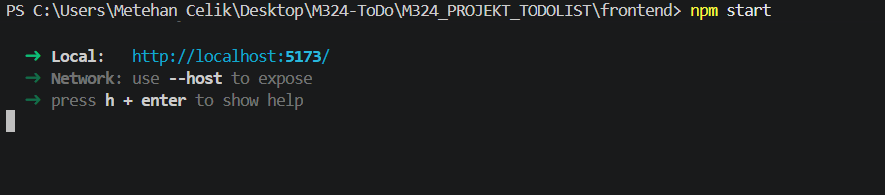 PS C:\Users\Metehan Celik\Desktop\M324-ToDo\M324_PROJEKT_TODOLIST\frontend> npm start
➜ Local: http://localhost:5173/
➜ Network: use --host to expose
➜ press h + enter to show help